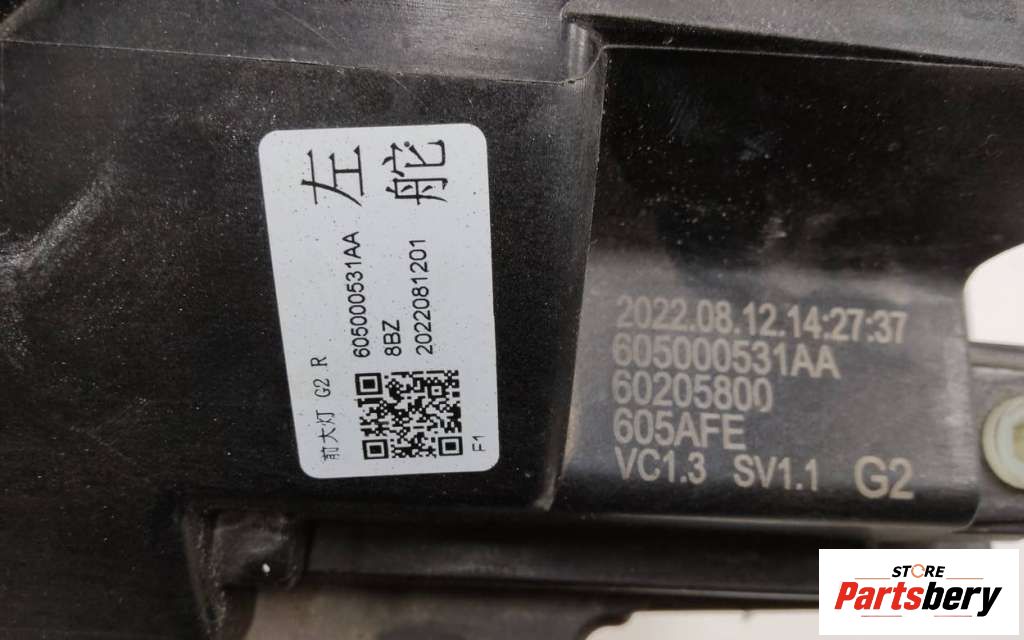 左舵
前大灯 G2 R
605000531AA
8BZ
2022081201
F1
2022.08.12.14:27:37
605000531AA
60205800
605AFE
VC1.3 SV1.1 G2
STORE
Partsbery